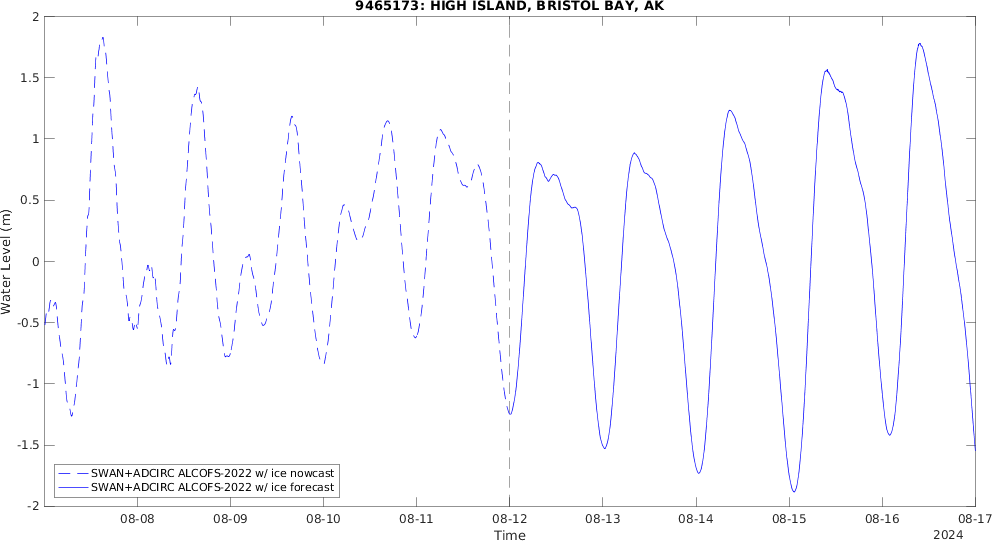 9465173: HIGH ISLAND, BRISTOL BAY, AK
2
1.5
1
0.5
0
-0.5
-1
-1.5
-2
Water Level (m)
SWAN+ADCIRC ALCOFS-2022 w/ ice nowcast
SWAN+ADCIRC ALCOFS-2022 w/ ice forecast
08-08 08-09 08-10 08-11 08-12 08-13 08-14 08-15 08-16 08-17
Time
2024